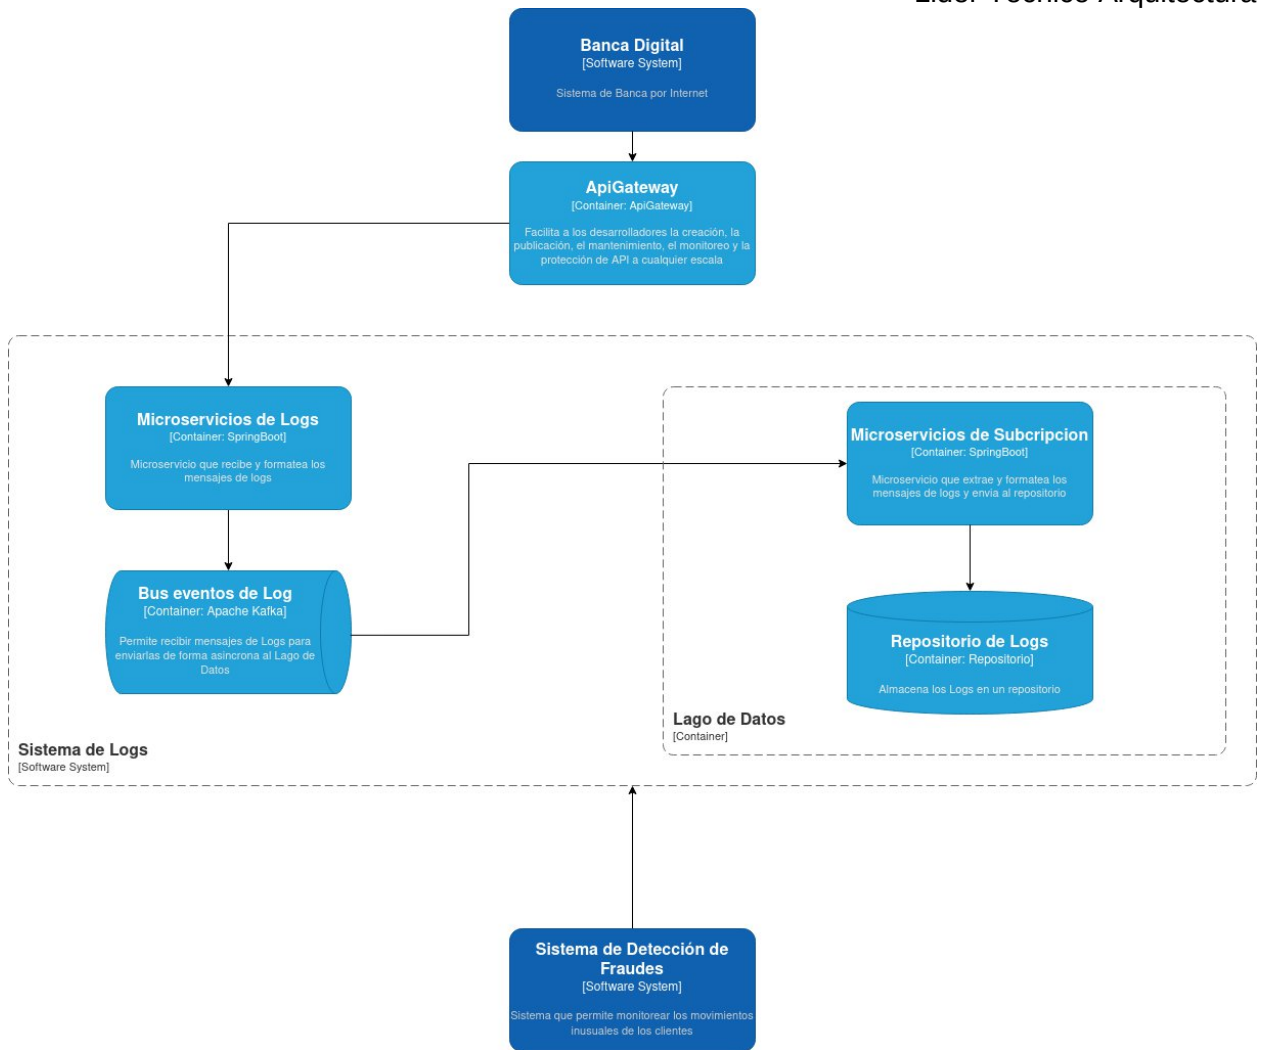 Líder Técnico Arquitectura
Banca Digital
[Software System]
Sistema de Banca por Internet
ApiGateway
[Container: ApiGateway]
Facilita a los desarrolladores la creación, la
publicación, el mantenimiento, el monitoreo y la
protección de API a cualquier escala
Microservicios de Logs
[Container: SpringBoot]
Microservicio que recibe y formatea los
mensajes de logs
Microservicios de Subcripcion
[Container: SpringBoot]
Microservicio que extrae y formatea los
mensajes de logs y envia al repositorio
Bus eventos de Log
[Container: Apache Kafka]
Permite recibir mensajes de Logs para
enviarlas de forma asincrona al Lago de
Datos
Repositorio de Logs
[Container: Repositorio]
Almacena los Logs en un repositorio
Lago de Datos
[Container]
Sistema de Logs
[Software System]
Sistema de Detección de
Fraudes
[Software System]
Sistema que permite monitorear los movimientos
inusuales de los clientes